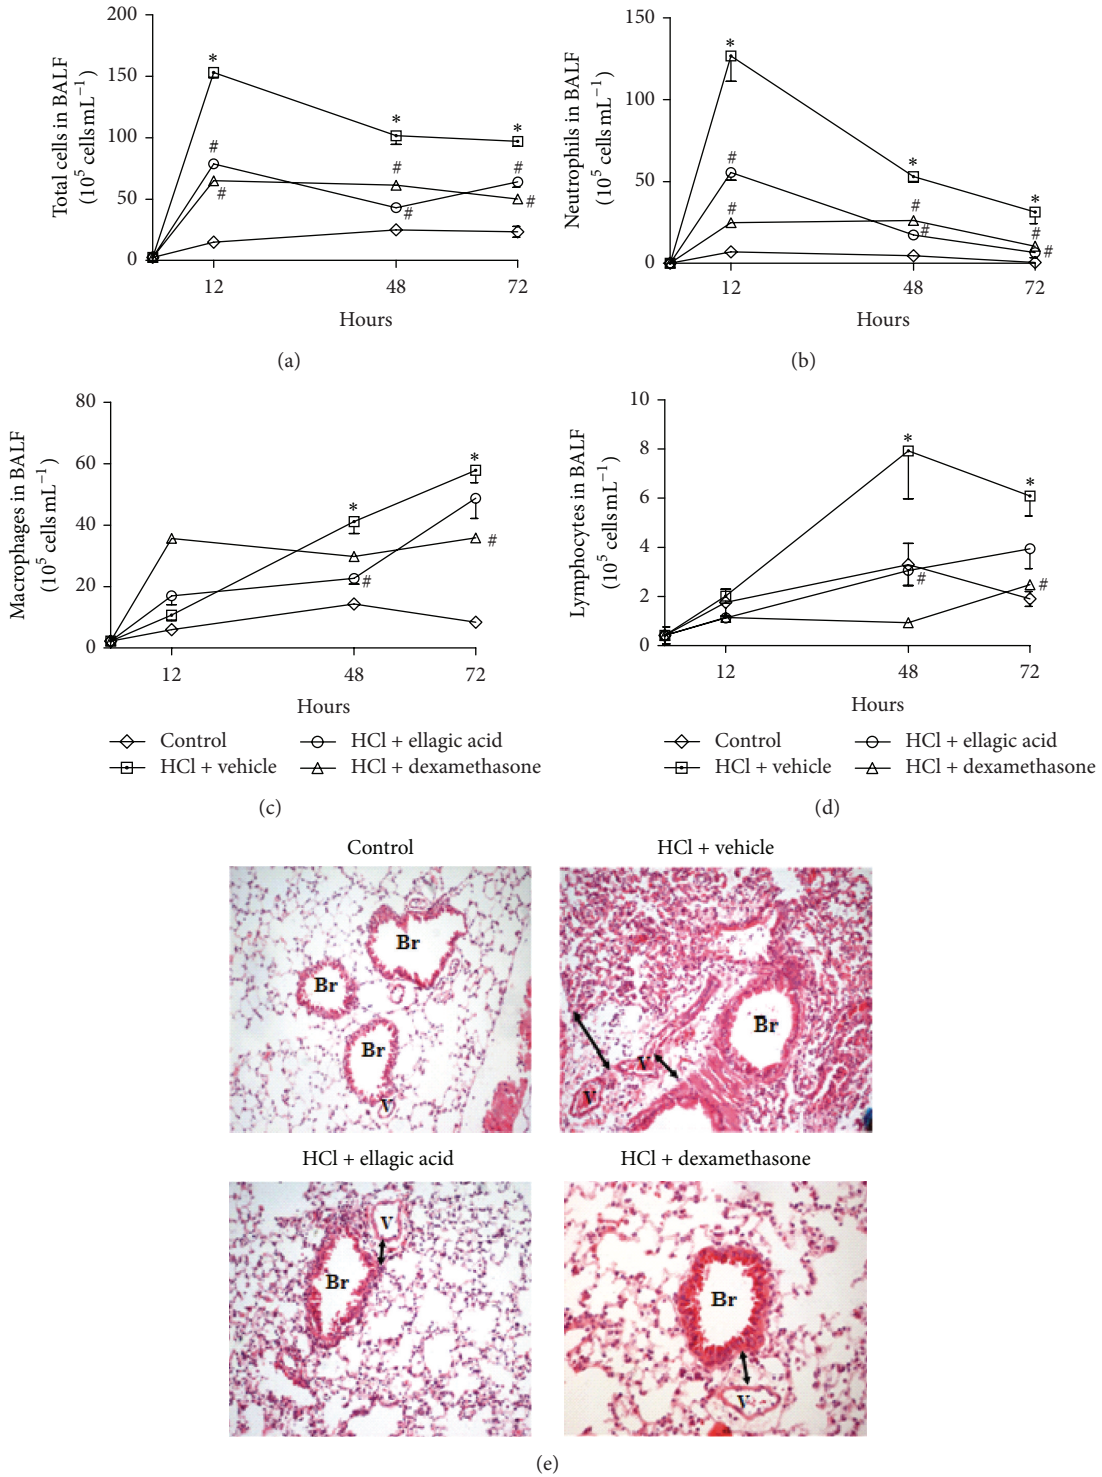 200
150
100
50
0
Total cells in BALF
(10⁵ cells mL⁻¹)
*
*
*
#
#
#
#
#
#
12
48
72
Hours
(a)
150
100
50
0
Neutrophils in BALF
(10⁵ cells mL⁻¹)
*
*
*
#
#
#
#
#
#
12
48
72
Hours
(b)
80
60
40
20
0
Macrophages in BALF
(10⁵ cells mL⁻¹)
*
*
#
#
12
48
72
Hours
Control
HCl + vehicle
HCl + ellagic acid
HCl + dexamethasone
(c)
10
8
6
4
2
0
Lymphocytes in BALF
(10⁵ cells mL⁻¹)
*
*
#
#
12
48
72
Hours
Control
HCl + vehicle
HCl + ellagic acid
HCl + dexamethasone
(d)
Control
Br
Br
Br
V
HCl + vehicle
Br
V
V
HCl + ellagic acid
V
Br
HCl + dexamethasone
Br
V
(e)